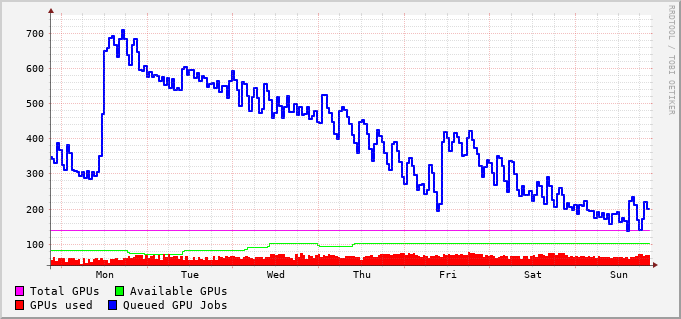 700
600
500
400
300
200
100
Mon Tue Wed Thu Fri Sat Sun
Total GPUs Available GPUs
GPUs used Queued GPU Jobs
RRDTOOL / TOBI OETIKER